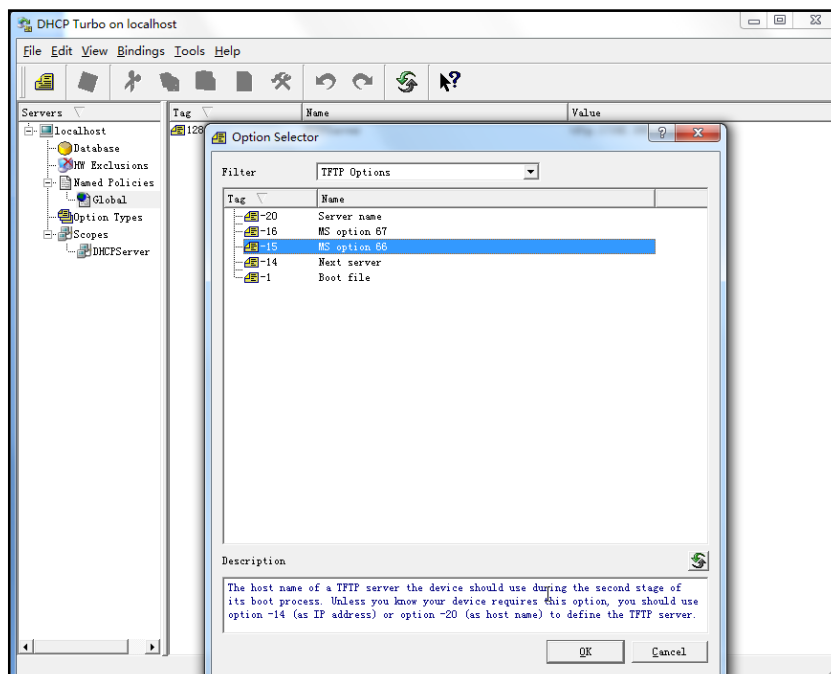 DHCP Turbo on localhost
File Edit View Bindings Tools Help
Servers
Tag Name Value
localhost
Database
HW Exclusions
Named Policies
Global
Option Types
Scopes
DHCPServer
128
Option Selector
Filter TFTP Options
Tag Name
-20 Server name
-16 MS option 67
-15 MS option 66
-14 Next server
-1 Boot file
Description
The host name of a TFTP server the device should use during the second stage of
its boot process. Unless you know your device requires this option, you should use
option -14 (as IP address) or option -20 (as host name) to define the TFTP server.
OK Cancel